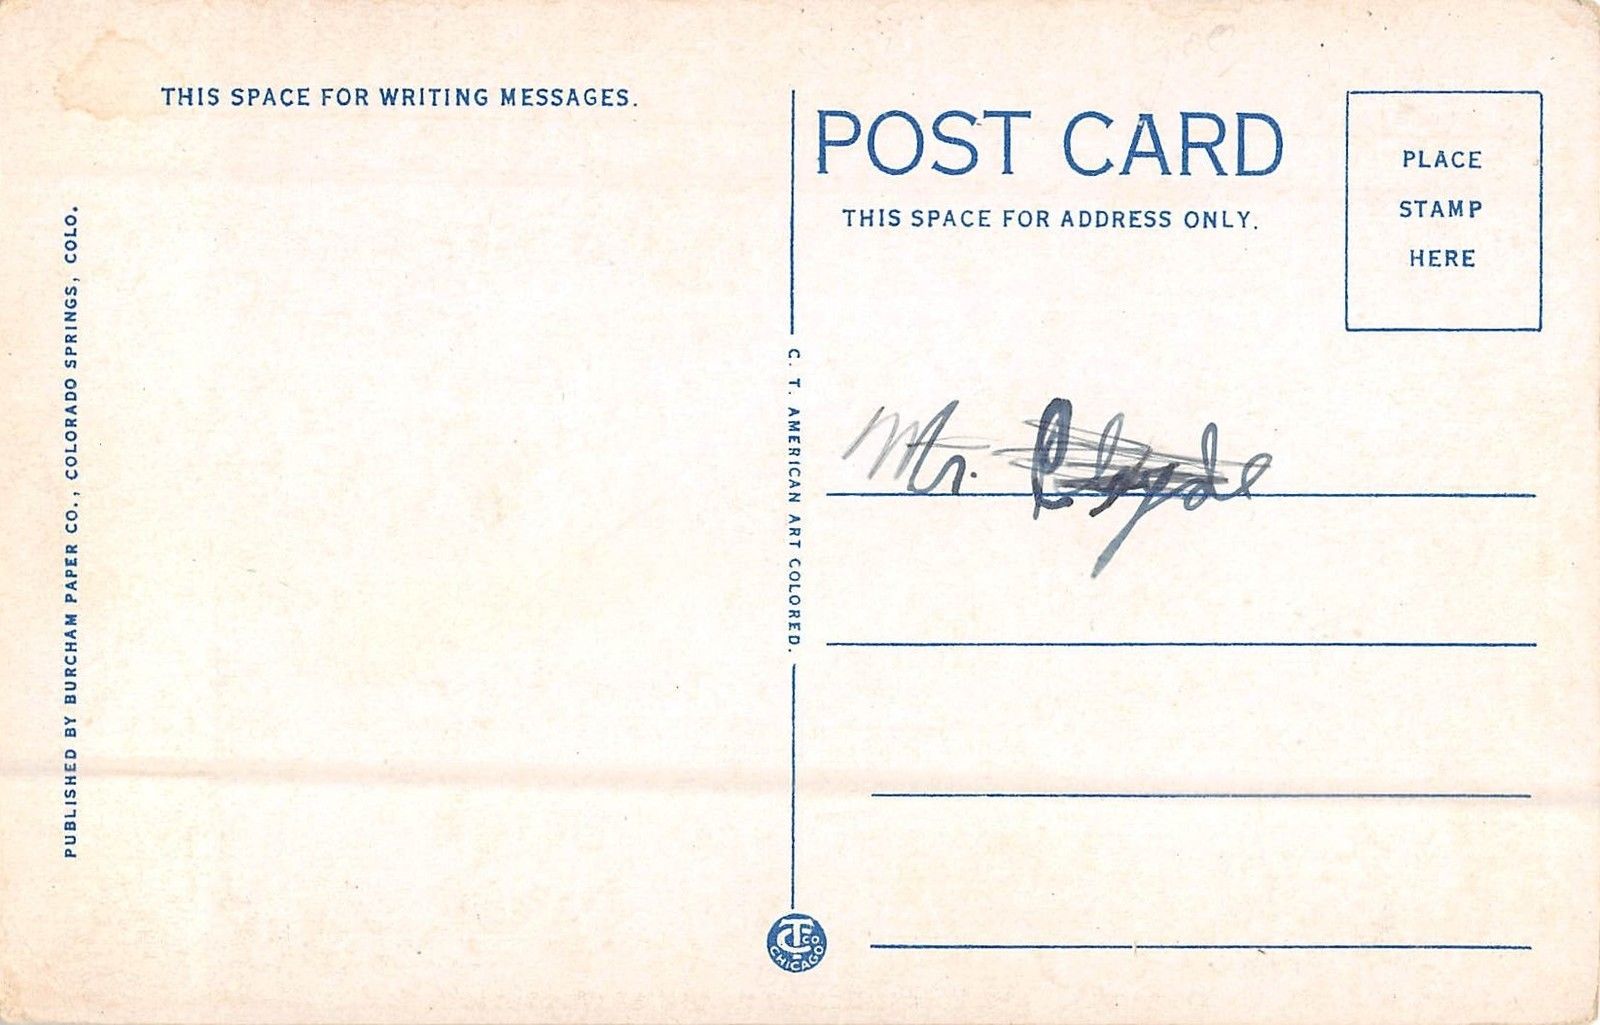 THIS SPACE FOR WRITING MESSAGES.
PUBLISHED BY BURCHAM PAPER CO., COLORADO SPRINGS, COLO.
C. T. AMERICAN ART COLORED.
CT CO. CHICAGO
POST CARD
THIS SPACE FOR ADDRESS ONLY.
PLACE
STAMP
HERE
Mr. Clyde